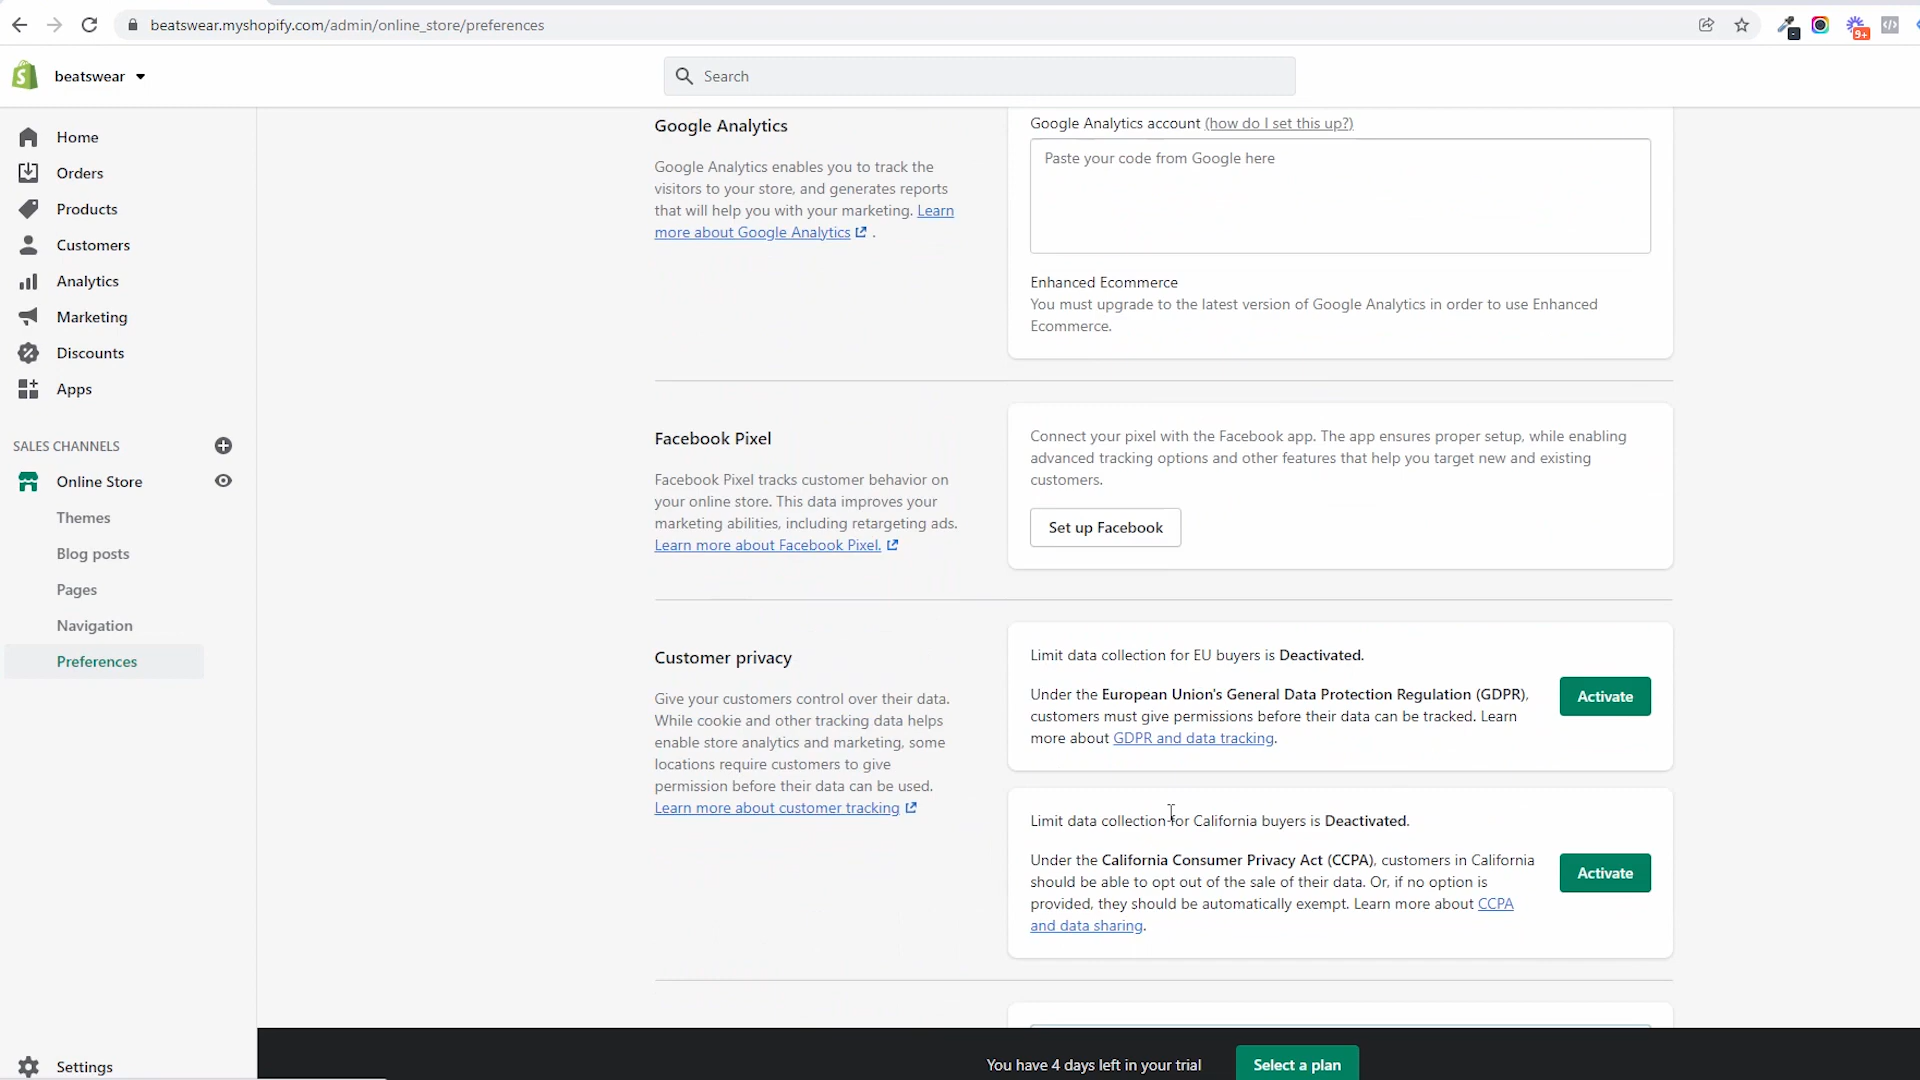 beatswear.myshopify.com/admin/online_store/preferences
9+
beatswear
Search
Home
Orders
Products
Customers
Analytics
Marketing
Discounts
Apps
SALES CHANNELS
Online Store
Themes
Blog posts
Pages
Navigation
Preferences
Settings
Google Analytics
Google Analytics enables you to track the
visitors to your store, and generates reports
that will help you with your marketing. Learn
more about Google Analytics .
Google Analytics account (how do I set this up?)
Paste your code from Google here
Enhanced Ecommerce
You must upgrade to the latest version of Google Analytics in order to use Enhanced
Ecommerce.
Facebook Pixel
Facebook Pixel tracks customer behavior on
your online store. This data improves your
marketing abilities, including retargeting ads.
Learn more about Facebook Pixel.
Connect your pixel with the Facebook app. The app ensures proper setup, while enabling
advanced tracking options and other features that help you target new and existing
customers.
Set up Facebook
Customer privacy
Give your customers control over their data.
While cookie and other tracking data helps
enable store analytics and marketing, some
locations require customers to give
permission before their data can be used.
Learn more about customer tracking
Limit data collection for EU buyers is Deactivated.
Under the European Union's General Data Protection Regulation (GDPR),
customers must give permissions before their data can be tracked. Learn
more about GDPR and data tracking.
Activate
Limit data collection for California buyers is Deactivated.
Under the California Consumer Privacy Act (CCPA), customers in California
should be able to opt out of the sale of their data. Or, if no option is
provided, they should be automatically exempt. Learn more about CCPA
and data sharing.
Activate
You have 4 days left in your trial
Select a plan